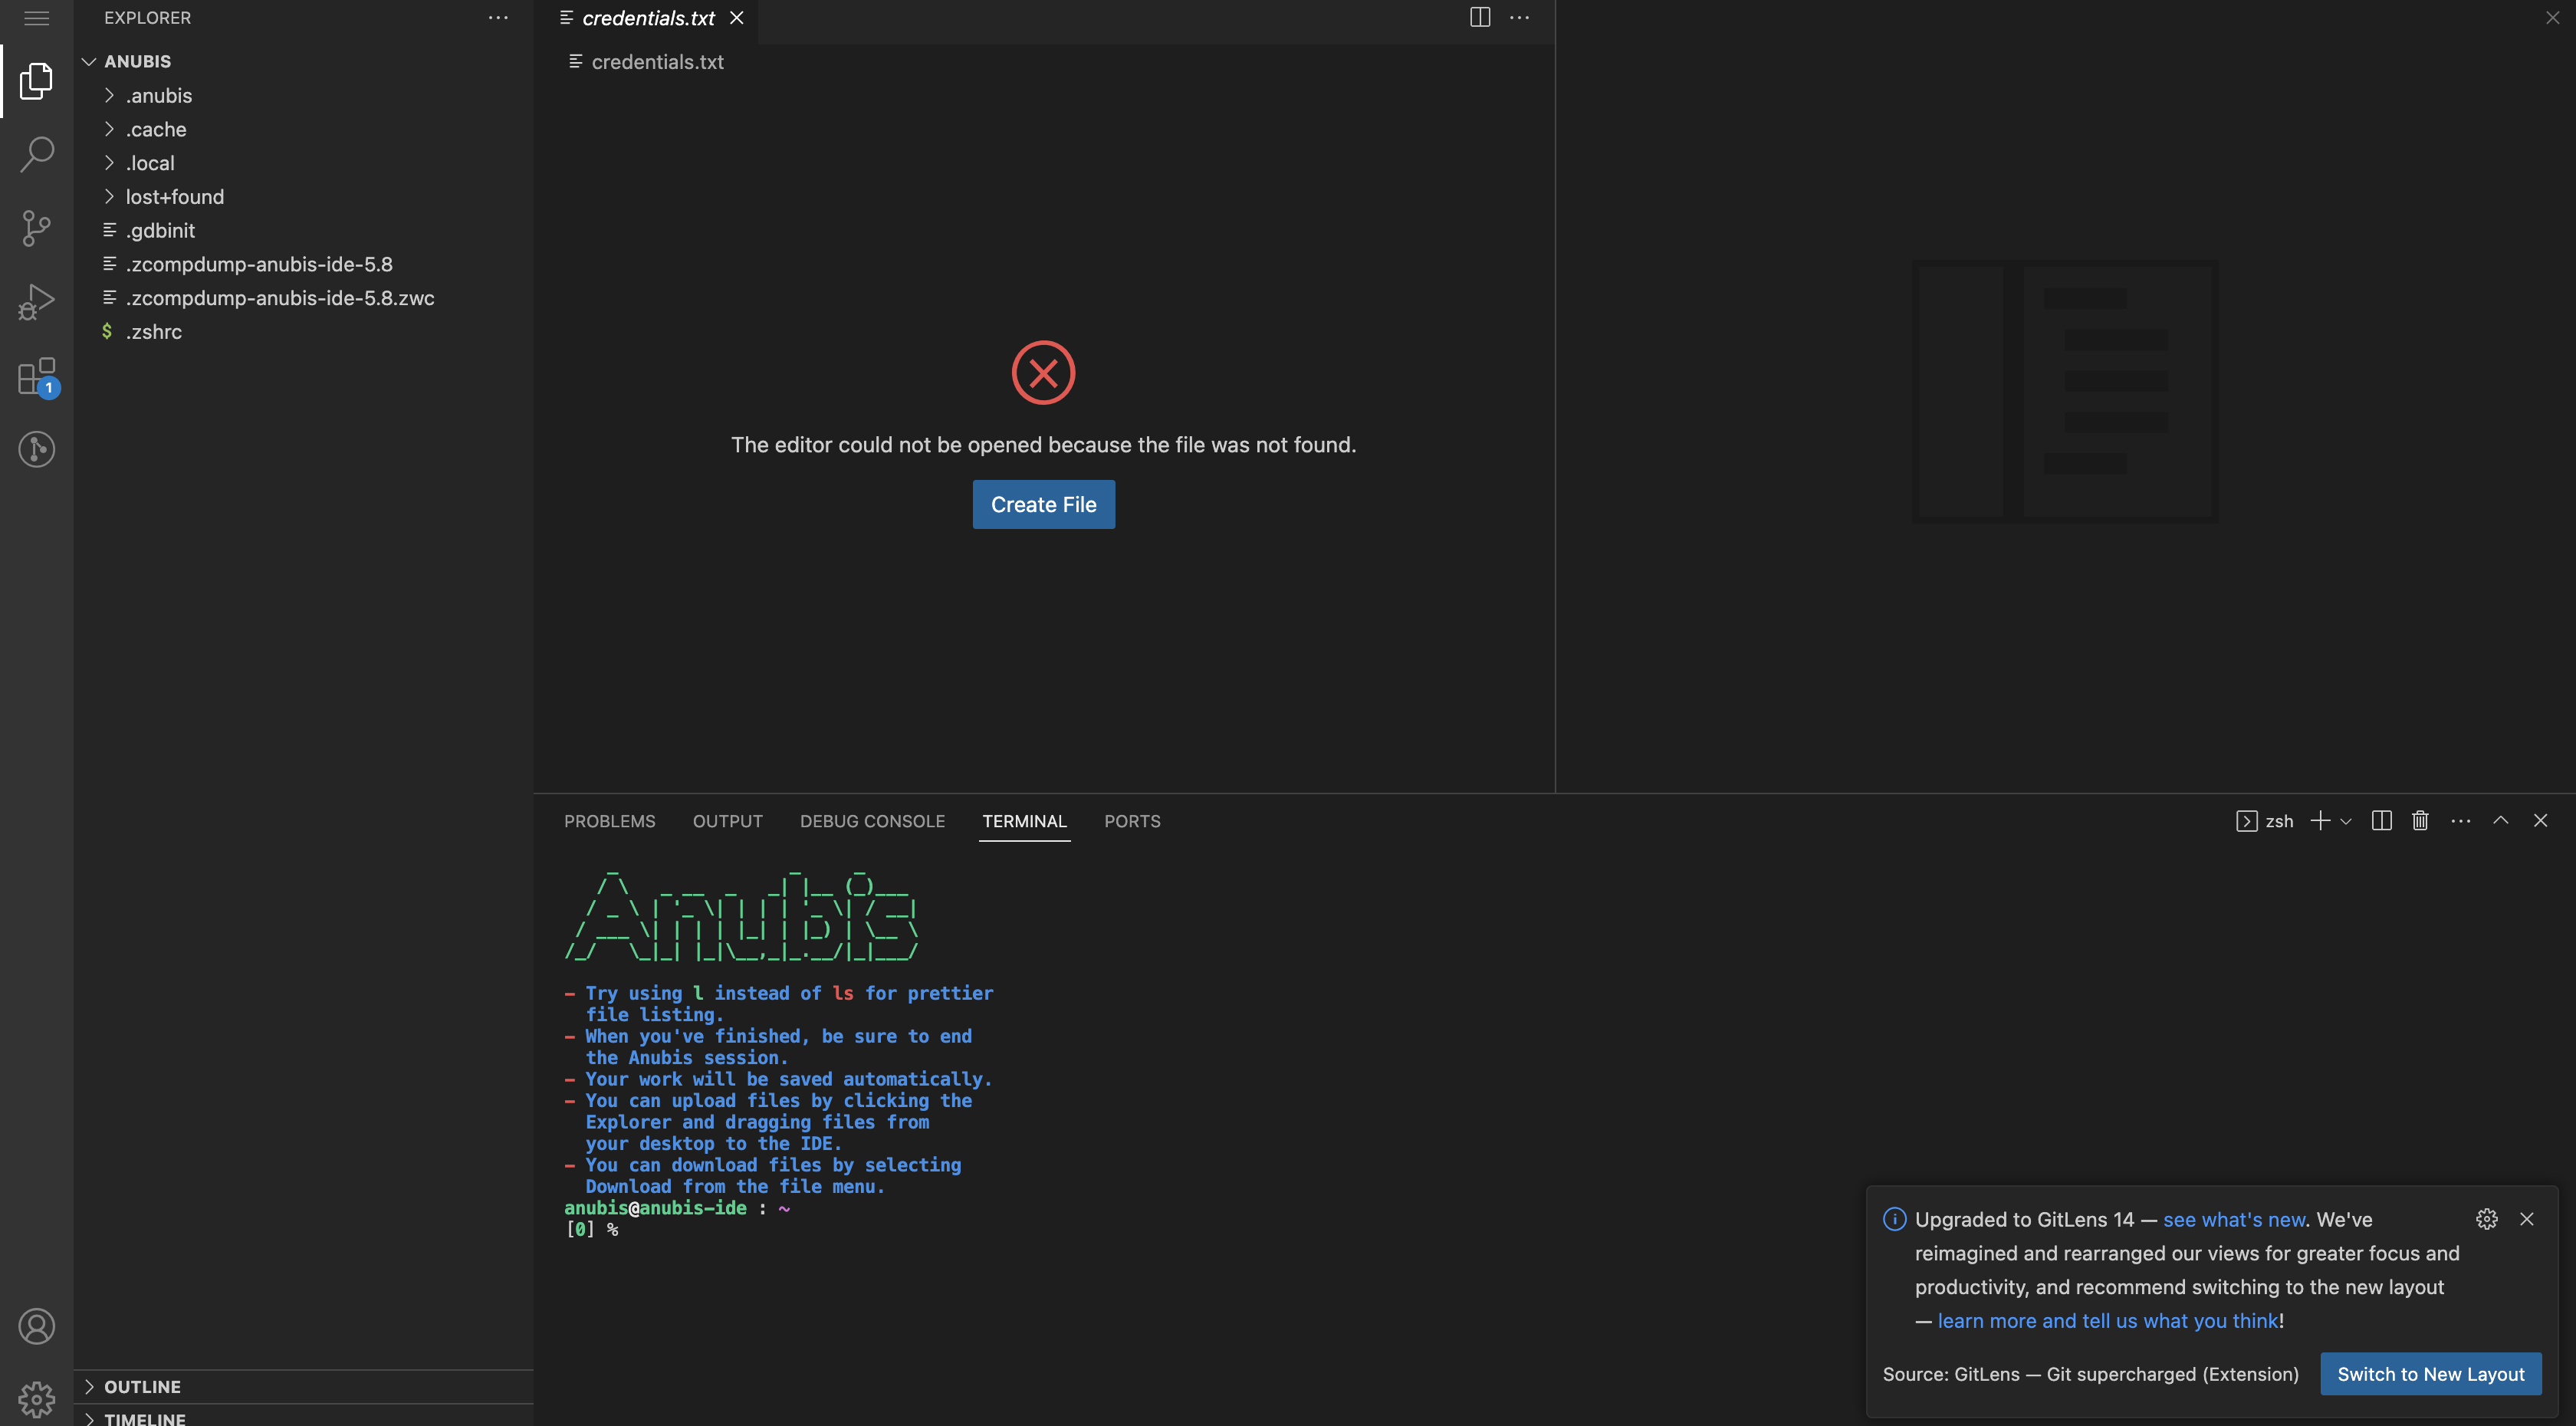 EXPLORER
ANUBIS
.anubis
.cache
.local
lost+found
.gdbinit
.zcompdump-anubis-ide-5.8
.zcompdump-anubis-ide-5.8.zwc
$ .zshrc
1
OUTLINE
TIMELINE
credentials.txt
credentials.txt
The editor could not be opened because the file was not found.
Create File
PROBLEMS OUTPUT DEBUG CONSOLE TERMINAL PORTS
zsh
Anubis
- Try using l instead of ls for prettier
file listing.
- When you've finished, be sure to end
the Anubis session.
- Your work will be saved automatically.
- You can upload files by clicking the
Explorer and dragging files from
your desktop to the IDE.
- You can download files by selecting
Download from the file menu.
anubis@anubis-ide : ~
[0] %
Upgraded to GitLens 14 — see what's new. We've
reimagined and rearranged our views for greater focus and
productivity, and recommend switching to the new layout
— learn more and tell us what you think!
Source: GitLens — Git supercharged (Extension)
Switch to New Layout